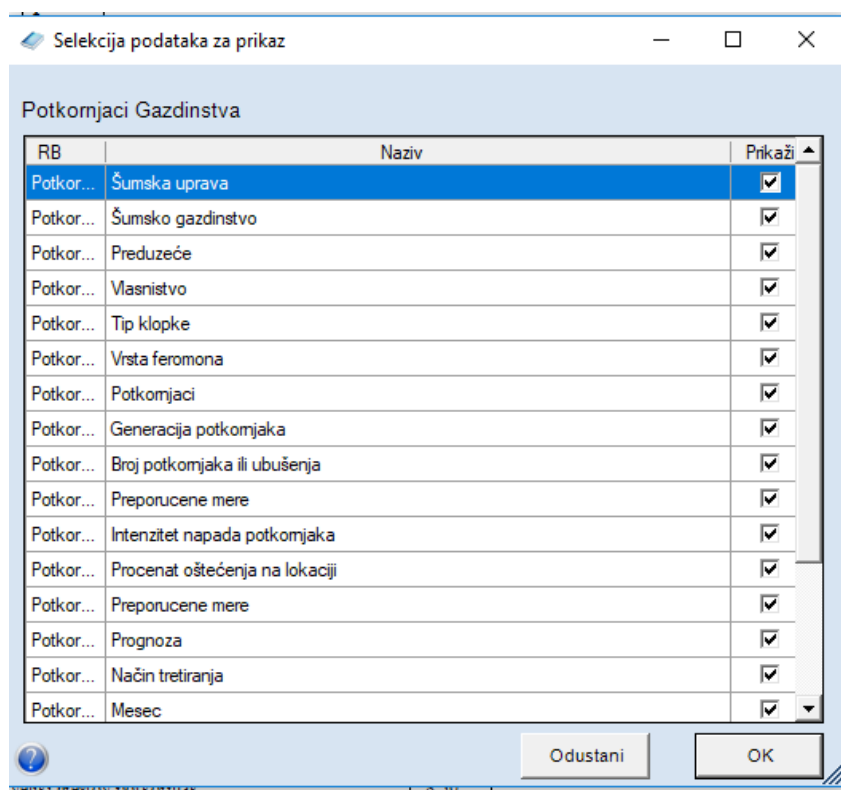 Selekcija podataka za prikaz
Potkornjaci Gazdinstva
RB Naziv Prikaži
Potkor... Šumska uprava
Potkor... Šumsko gazdinstvo
Potkor... Preduzeće
Potkor... Vlasnistvo
Potkor... Tip klopke
Potkor... Vrsta feromona
Potkor... Potkornjaci
Potkor... Generacija potkornjaka
Potkor... Broj potkornjaka ili ubušenja
Potkor... Preporucene mere
Potkor... Intenzitet napada potkornjaka
Potkor... Procenat oštećenja na lokaciji
Potkor... Preporucene mere
Potkor... Prognoza
Potkor... Način tretiranja
Potkor... Mesec
Odustani OK